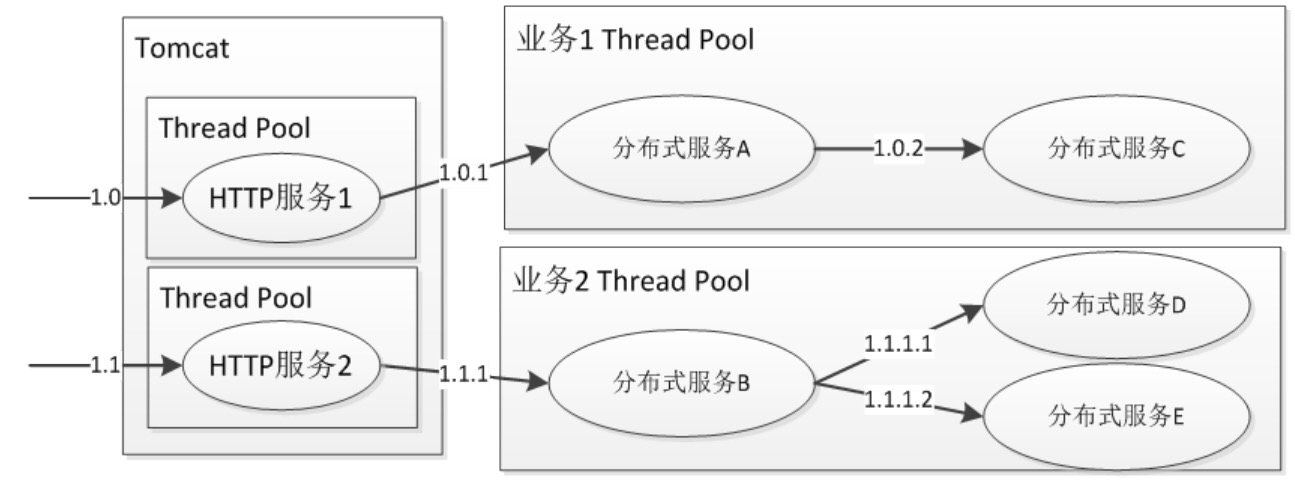 Tomcat
Thread Pool
1.0
HTTP服务1
1.0.1
Thread Pool
1.1
HTTP服务2
1.1.1
业务1 Thread Pool
分布式服务A
1.0.2
分布式服务C
业务2 Thread Pool
分布式服务B
1.1.1.1
分布式服务D
1.1.1.2
分布式服务E